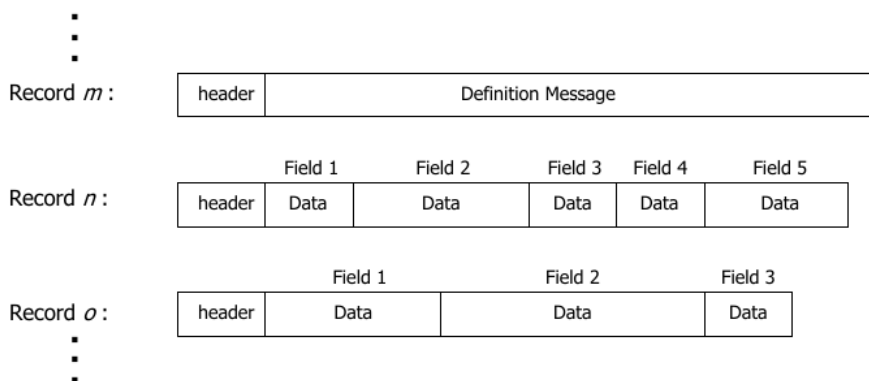 Record m :
header
Definition Message
Field 1 Field 2 Field 3 Field 4 Field 5
Record n :
header Data Data Data Data Data
Field 1 Field 2 Field 3
Record o :
header Data Data Data